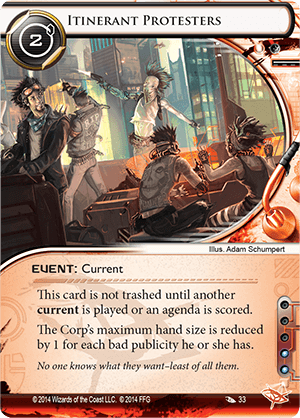 Itinerant Protesters
2
Illus. Adam Schumpert
EVENT: Current
This card is not trashed until another
current is played or an agenda is scored.
The Corp's maximum hand size is reduced
by 1 for each bad publicity he or she has.
No one knows what they want–least of all them.
© 2014 Wizards of the Coast LLC. © 2014 FFG
33